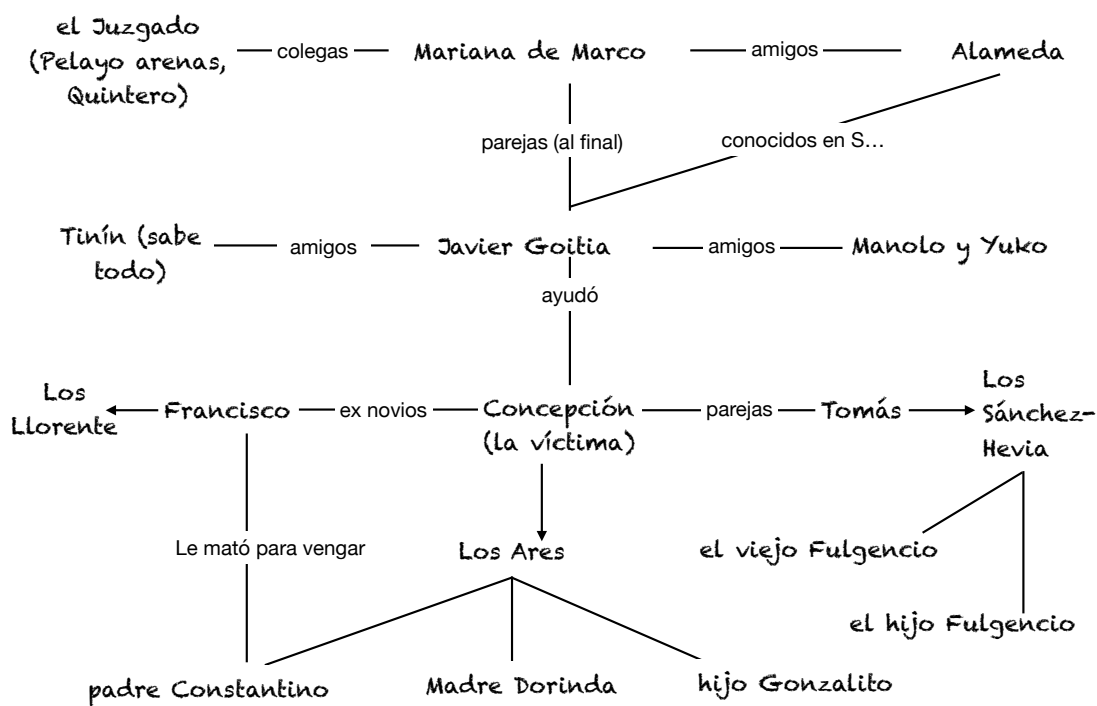 el Juzgado
(Pelayo arenas,
Quintero)
colegas
Mariana de Marco
amigos
Alameda
parejas (al final)
conocidos en S...
Tinín (sabe
todo)
amigos
Javier Goitia
amigos
Manolo y Yuko
ayudó
Los
Llorente
Francisco
ex novios
Concepción
(la víctima)
parejas
Tomás
Los
Sánchez-
Hevia
Le mató para vengar
Los Ares
el viejo Fulgencio
el hijo Fulgencio
padre Constantino
Madre Dorinda
hijo Gonzalito